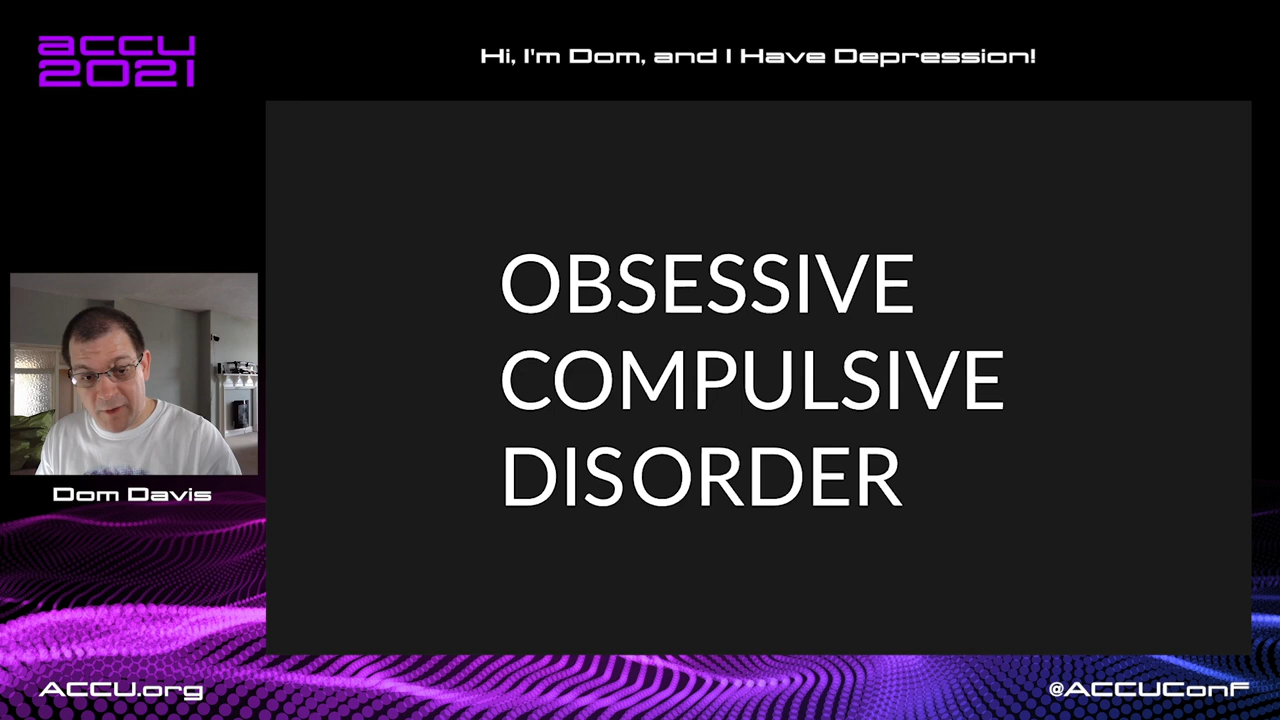 accu
2021
Hi, I'm Dom, and I Have Depression!
OBSESSIVE
COMPULSIVE
DISORDER
Dom Davis
ACCU.org
@ACCUConf